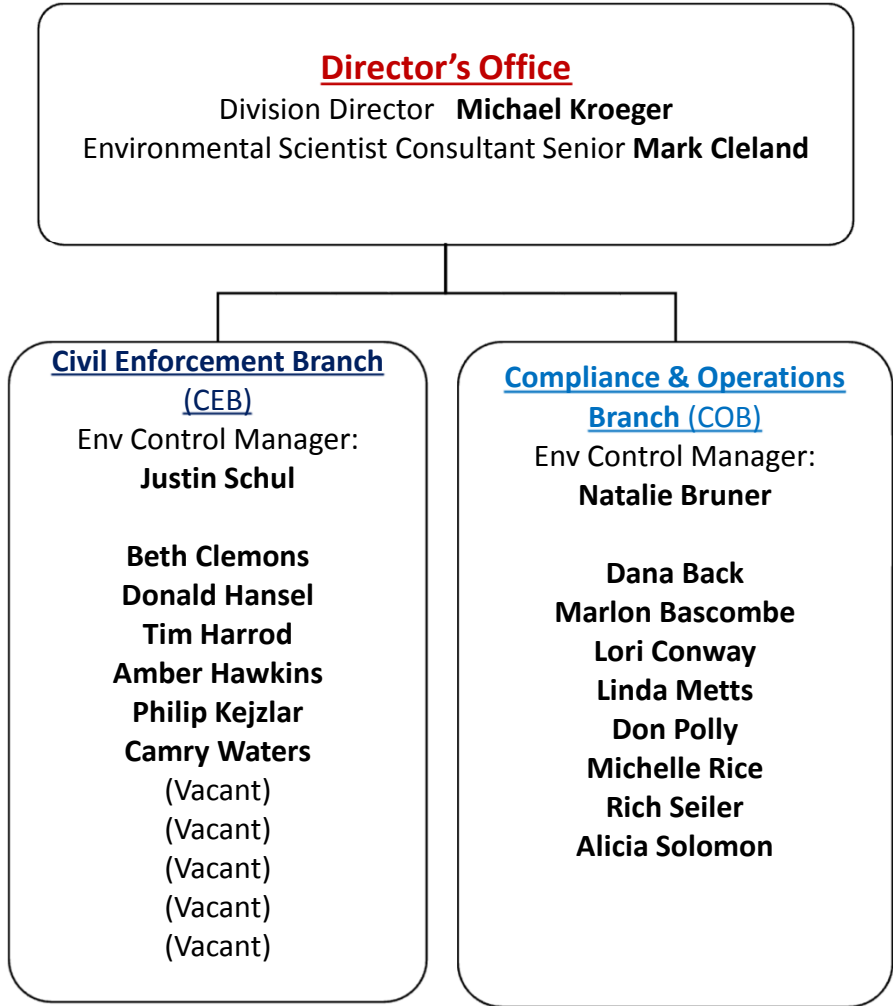 Director's Office
Division Director Michael Kroeger
Environmental Scientist Consultant Senior Mark Cleland
Civil Enforcement Branch
(CEB)
Env Control Manager:
Justin Schul
Beth Clemons
Donald Hansel
Tim Harrod
Amber Hawkins
Philip Kejzlar
Camry Waters
(Vacant)
(Vacant)
(Vacant)
(Vacant)
(Vacant)
Compliance & Operations
Branch (COB)
Env Control Manager:
Natalie Bruner
Dana Back
Marlon Bascombe
Lori Conway
Linda Metts
Don Polly
Michelle Rice
Rich Seiler
Alicia Solomon